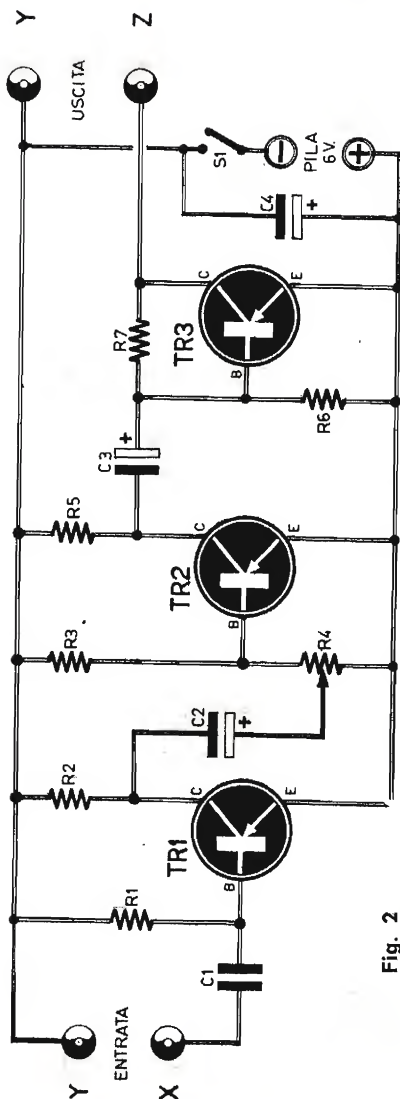 Y
ENTRATA
X
C1
R1
R2
TR1
B
C
E
C2
+
R3
R4
TR2
B
C
E
R5
C3
+
R7
R6
TR3
B
C
E
C4
+
S1
PILA
6V.
−
+
Y
USCITA
Z
Fig. 2